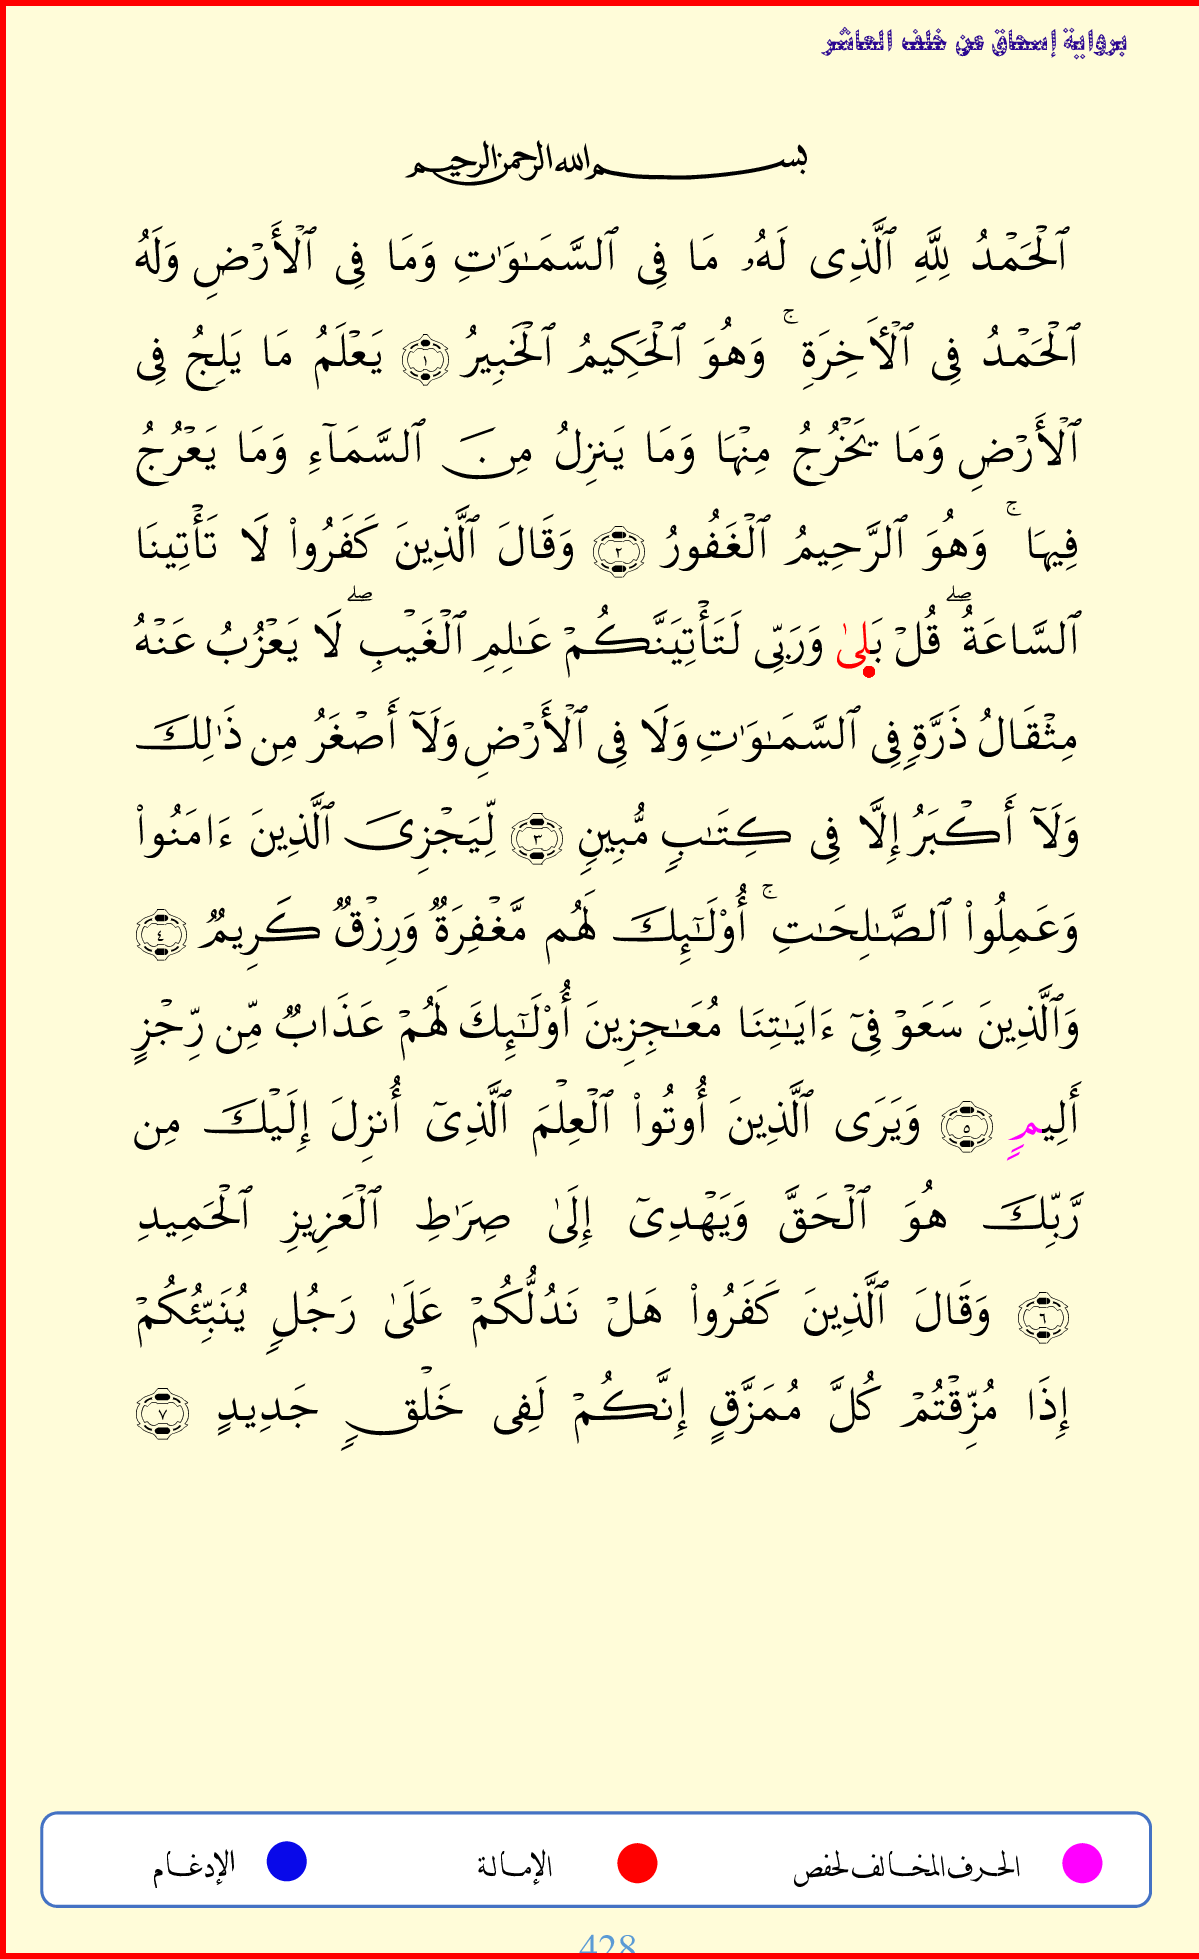 برواية إسحاق عن خلف العاشر
بسم الله الرحمن الرحيم
ٱلْحَمْدُ لِلَّهِ ٱلَّذِى لَهُۥ مَا فِى ٱلسَّمَـٰوَٰتِ وَمَا فِى ٱلْأَرْضِ وَلَهُ
ٱلْحَمْدُ فِى ٱلْأَخِرَةِ ۚ وَهُوَ ٱلْحَكِيمُ ٱلْخَبِيرُ ١ يَعْلَمُ مَا يَلِجُ فِى
ٱلْأَرْضِ وَمَا يَخْرُجُ مِنْهَا وَمَا يَنزِلُ مِنَ ٱلسَّمَآءِ وَمَا يَعْرُجُ
فِيهَا ۚ وَهُوَ ٱلرَّحِيمُ ٱلْغَفُورُ ٢ وَقَالَ ٱلَّذِينَ كَفَرُوا۟ لَا تَأْتِينَا
ٱلسَّاعَةُ ۖ قُلْ بَلىٰ وَرَبِّى لَتَأْتِيَنَّكُمْ عَـٰلِمِ ٱلْغَيْبِ ۖ لَا يَعْزُبُ عَنْهُ
مِثْقَالُ ذَرَّةٍ فِى ٱلسَّمَـٰوَٰتِ وَلَا فِى ٱلْأَرْضِ وَلَآ أَصْغَرُ مِن ذَٰلِكَ
وَلَآ أَكْبَرُ إِلَّا فِى كِتَـٰبٍ مُّبِينٍ ٣ لِّيَجْزِىَ ٱلَّذِينَ ءَامَنُوا۟
وَعَمِلُوا۟ ٱلصَّـٰلِحَـٰتِ ۚ أُو۟لَـٰٓئِكَ لَهُم مَّغْفِرَةٌ وَرِزْقٌ كَرِيمٌ ٤
وَٱلَّذِينَ سَعَوْ فِىٓ ءَايَـٰتِنَا مُعَـٰجِزِينَ أُو۟لَـٰٓئِكَ لَهُمْ عَذَابٌ مِّن رِّجْزٍ
أَلِيمٍ ٥ وَيَرَى ٱلَّذِينَ أُوتُوا۟ ٱلْعِلْمَ ٱلَّذِىٓ أُنزِلَ إِلَيْكَ مِن
رَّبِّكَ هُوَ ٱلْحَقَّ وَيَهْدِىٓ إِلَىٰ صِرَٰطِ ٱلْعَزِيزِ ٱلْحَمِيدِ
٦ وَقَالَ ٱلَّذِينَ كَفَرُوا۟ هَلْ نَدُلُّكُمْ عَلَىٰ رَجُلٍ يُنَبِّئُكُمْ
إِذَا مُزِّقْتُمْ كُلَّ مُمَزَّقٍ إِنَّكُمْ لَفِى خَلْقٍ جَدِيدٍ ٧
الحرف المخالف لحفص الإمالة الإدغام
428